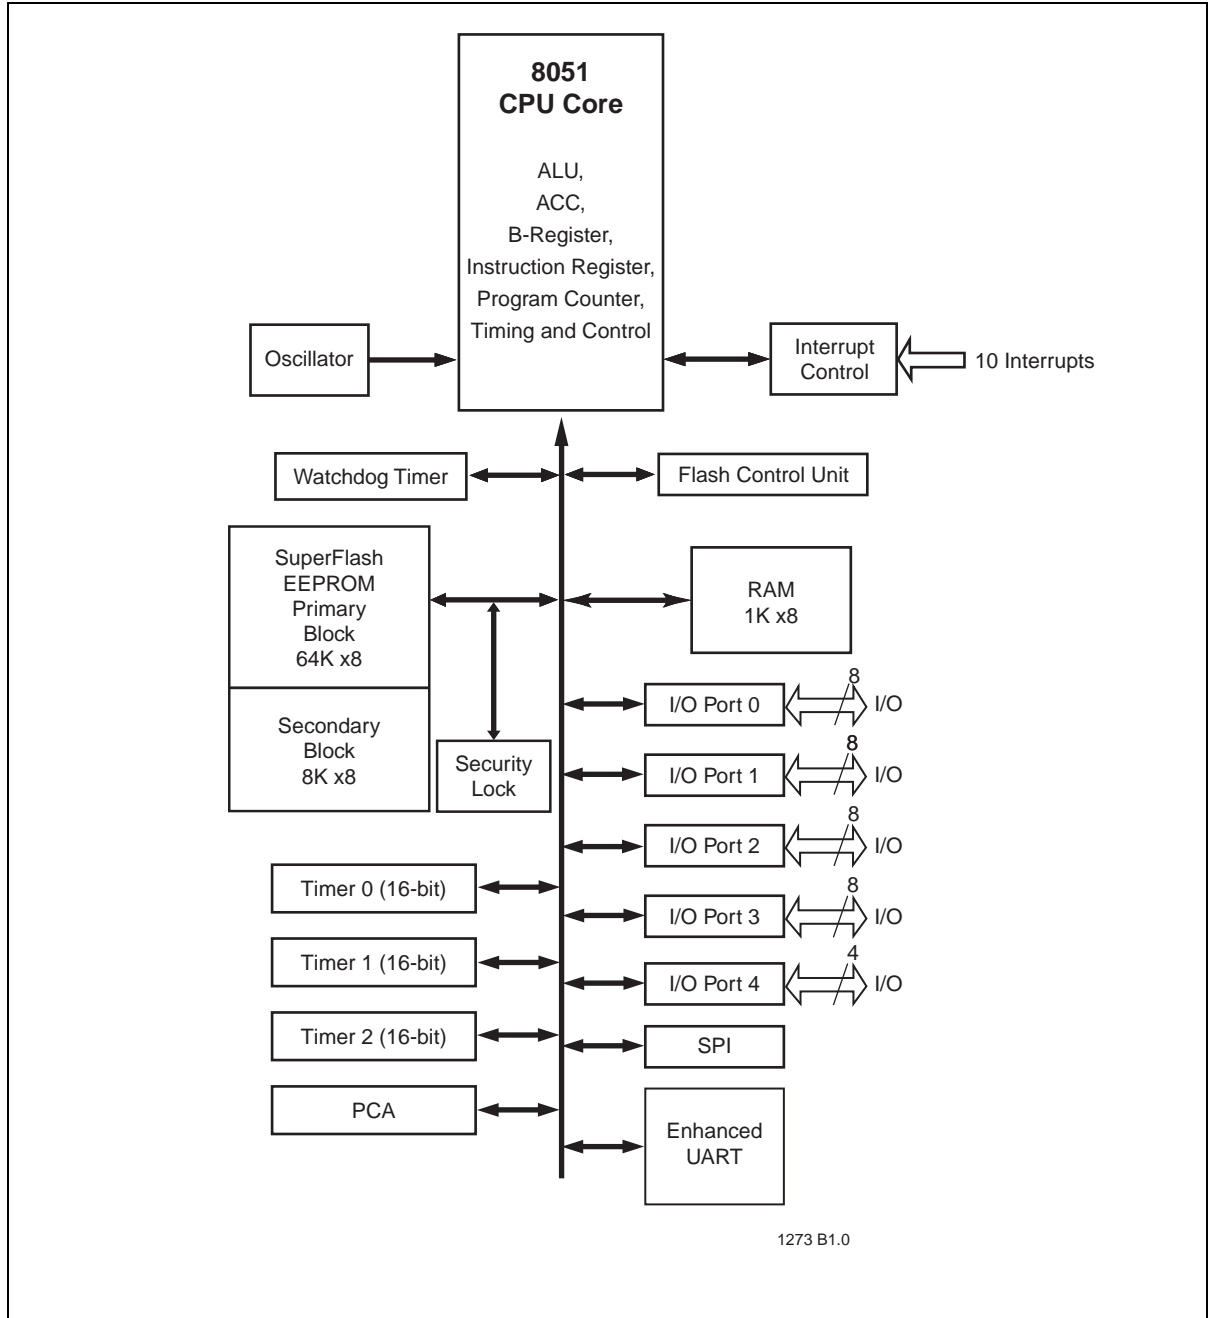 8051
CPU Core
ALU,
ACC,
B-Register,
Instruction Register,
Program Counter,
Timing and Control
Oscillator
Interrupt
Control
10 Interrupts
Watchdog Timer
Flash Control Unit
SuperFlash
EEPROM
Primary
Block
64K x8
RAM
1K x8
Secondary
Block
8K x8
Security
Lock
8
I/O Port 0
I/O
8
I/O Port 1
I/O
8
I/O Port 2
I/O
8
I/O Port 3
I/O
4
I/O Port 4
I/O
Timer 0 (16-bit)
Timer 1 (16-bit)
Timer 2 (16-bit)
SPI
PCA
Enhanced
UART
1273 B1.0